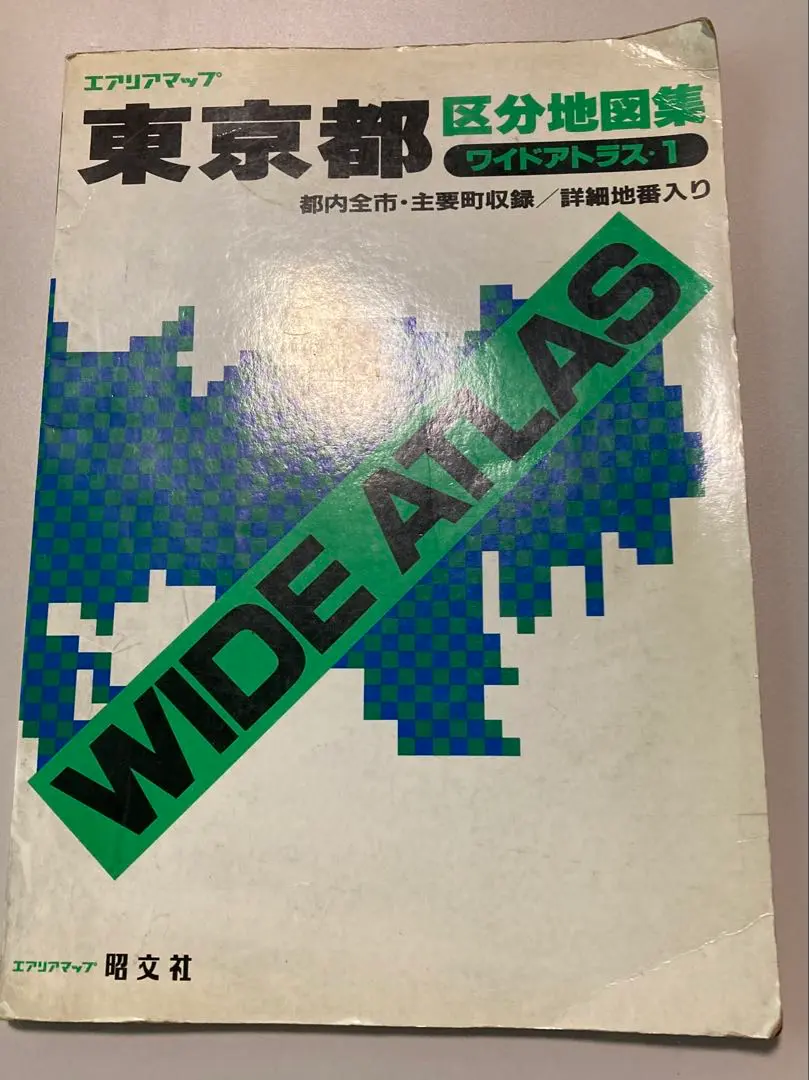 エアリアマップ
東京都
区分地図集
ワイドアトラス・1
都内全市・主要町収録／詳細地番入り
WIDE ATLAS
エアリアマップ 昭文社